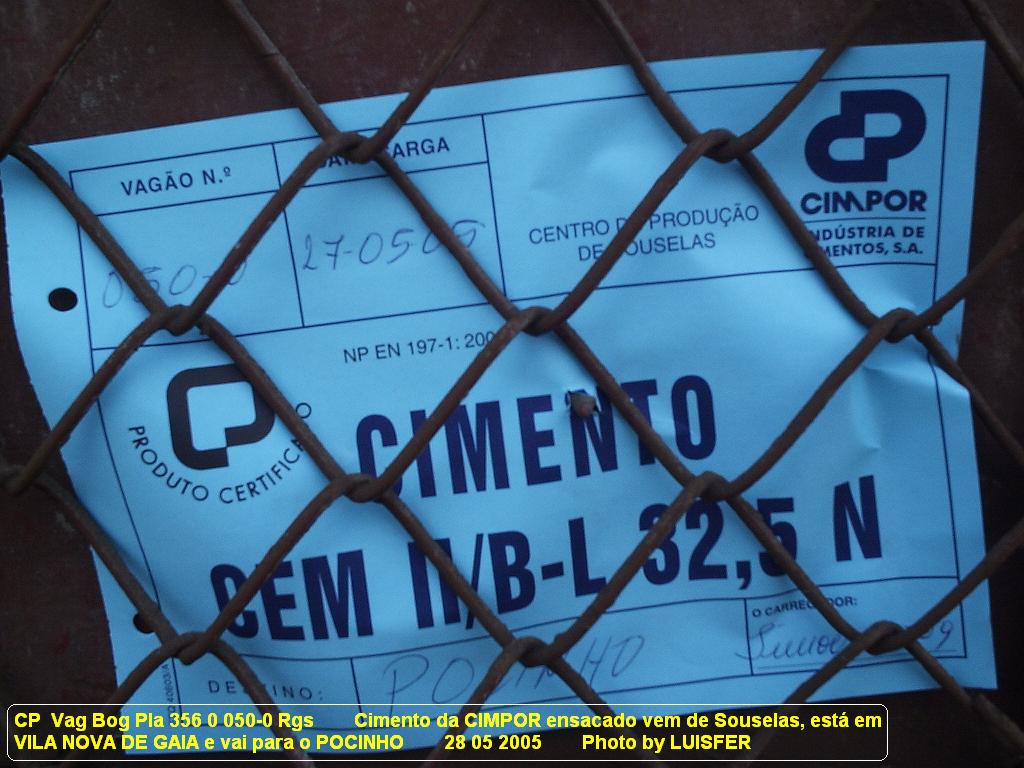 VAGÃO N.º
CARGA
27-05-05
050-0
CENTRO DE PRODUÇÃO
DE SOUSELAS
CIMPOR
INDÚSTRIA DE
CIMENTOS, S.A.
NP EN 197-1: 200
PRODUTO CERTIFICADO
CIMENTO
CEM II/B-L 32,5 N
DESTINO:
POCINHO
O CARREGADOR:
CP Vag Bog Pla 356 0 050-0 Rgs Cimento da CIMPOR ensacado vem de Souselas, está em
VILA NOVA DE GAIA e vai para o POCINHO 28 05 2005 Photo by LUISFER